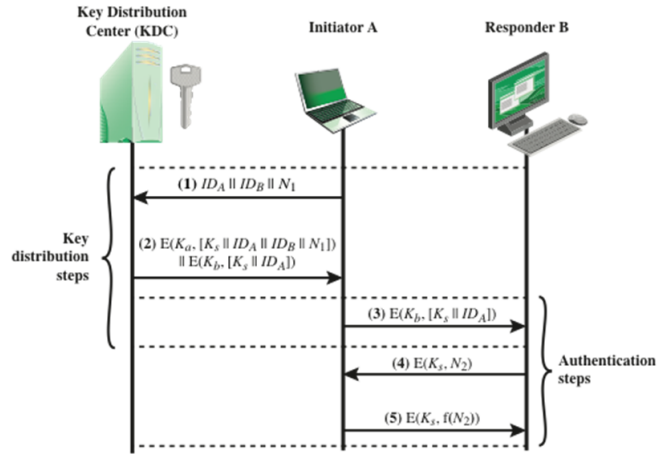 Key Distribution
Center (KDC)
Initiator A
Responder B
(1) ID_A || ID_B || N_1
Key
distribution
steps
(2) E(K_a, [K_s || ID_A || ID_B || N_1])
|| E(K_b, [K_s || ID_A])
(3) E(K_b, [K_s || ID_A])
(4) E(K_s, N_2)
Authentication
steps
(5) E(K_s, f(N_2))